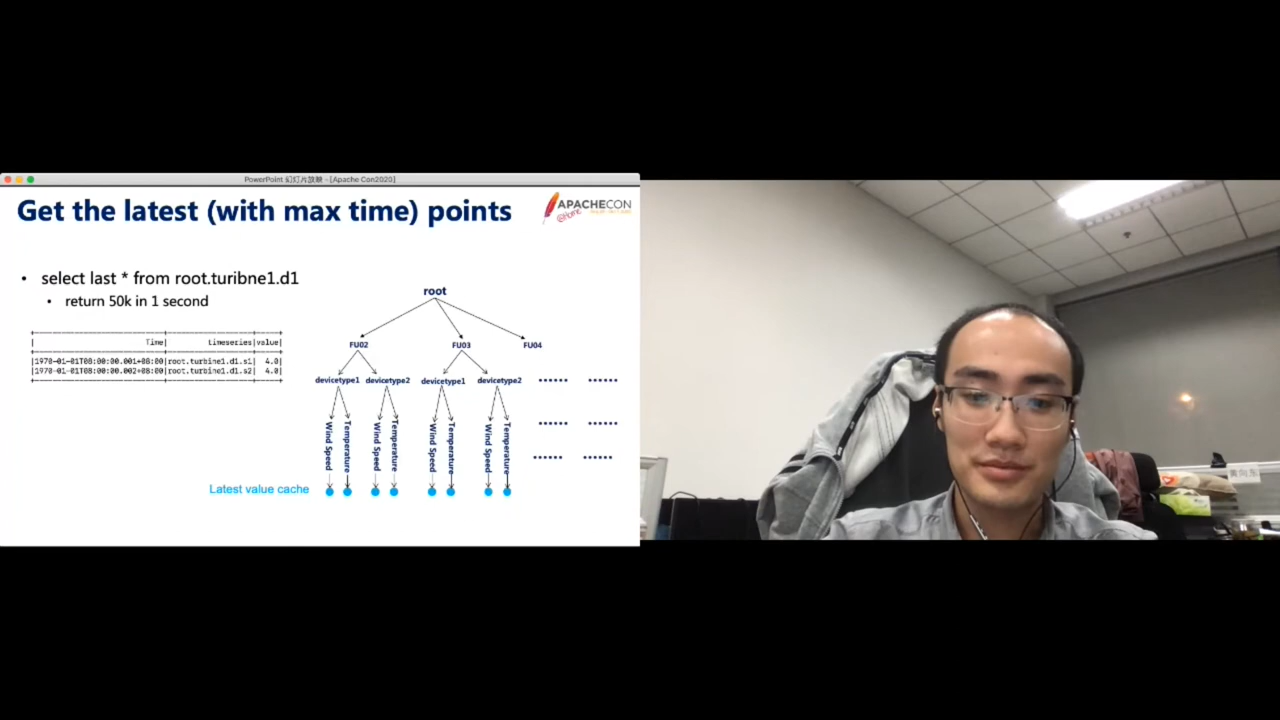 PowerPoint 幻灯片放映 - [Apache Con2020]
Get the latest (with max time) points
APACHECON
@Home
• select last * from root.turibne1.d1
• return 50k in 1 second
| Time| timeseries|value|
|1970-01-01T08:00:00.001+08:00|root.turbine1.d1.s1| 4.0|
|1970-01-01T08:00:00.002+08:00|root.turbine1.d1.s2| 4.0|
root
FU02 FU03 FU04
devicetype1 devicetype2 devicetype1 devicetype2 ...... ......
...... ......
...... ......
Wind Speed Temperature Wind Speed Temperature Wind Speed Temperature Wind Speed Temperature
Latest value cache
黄向东